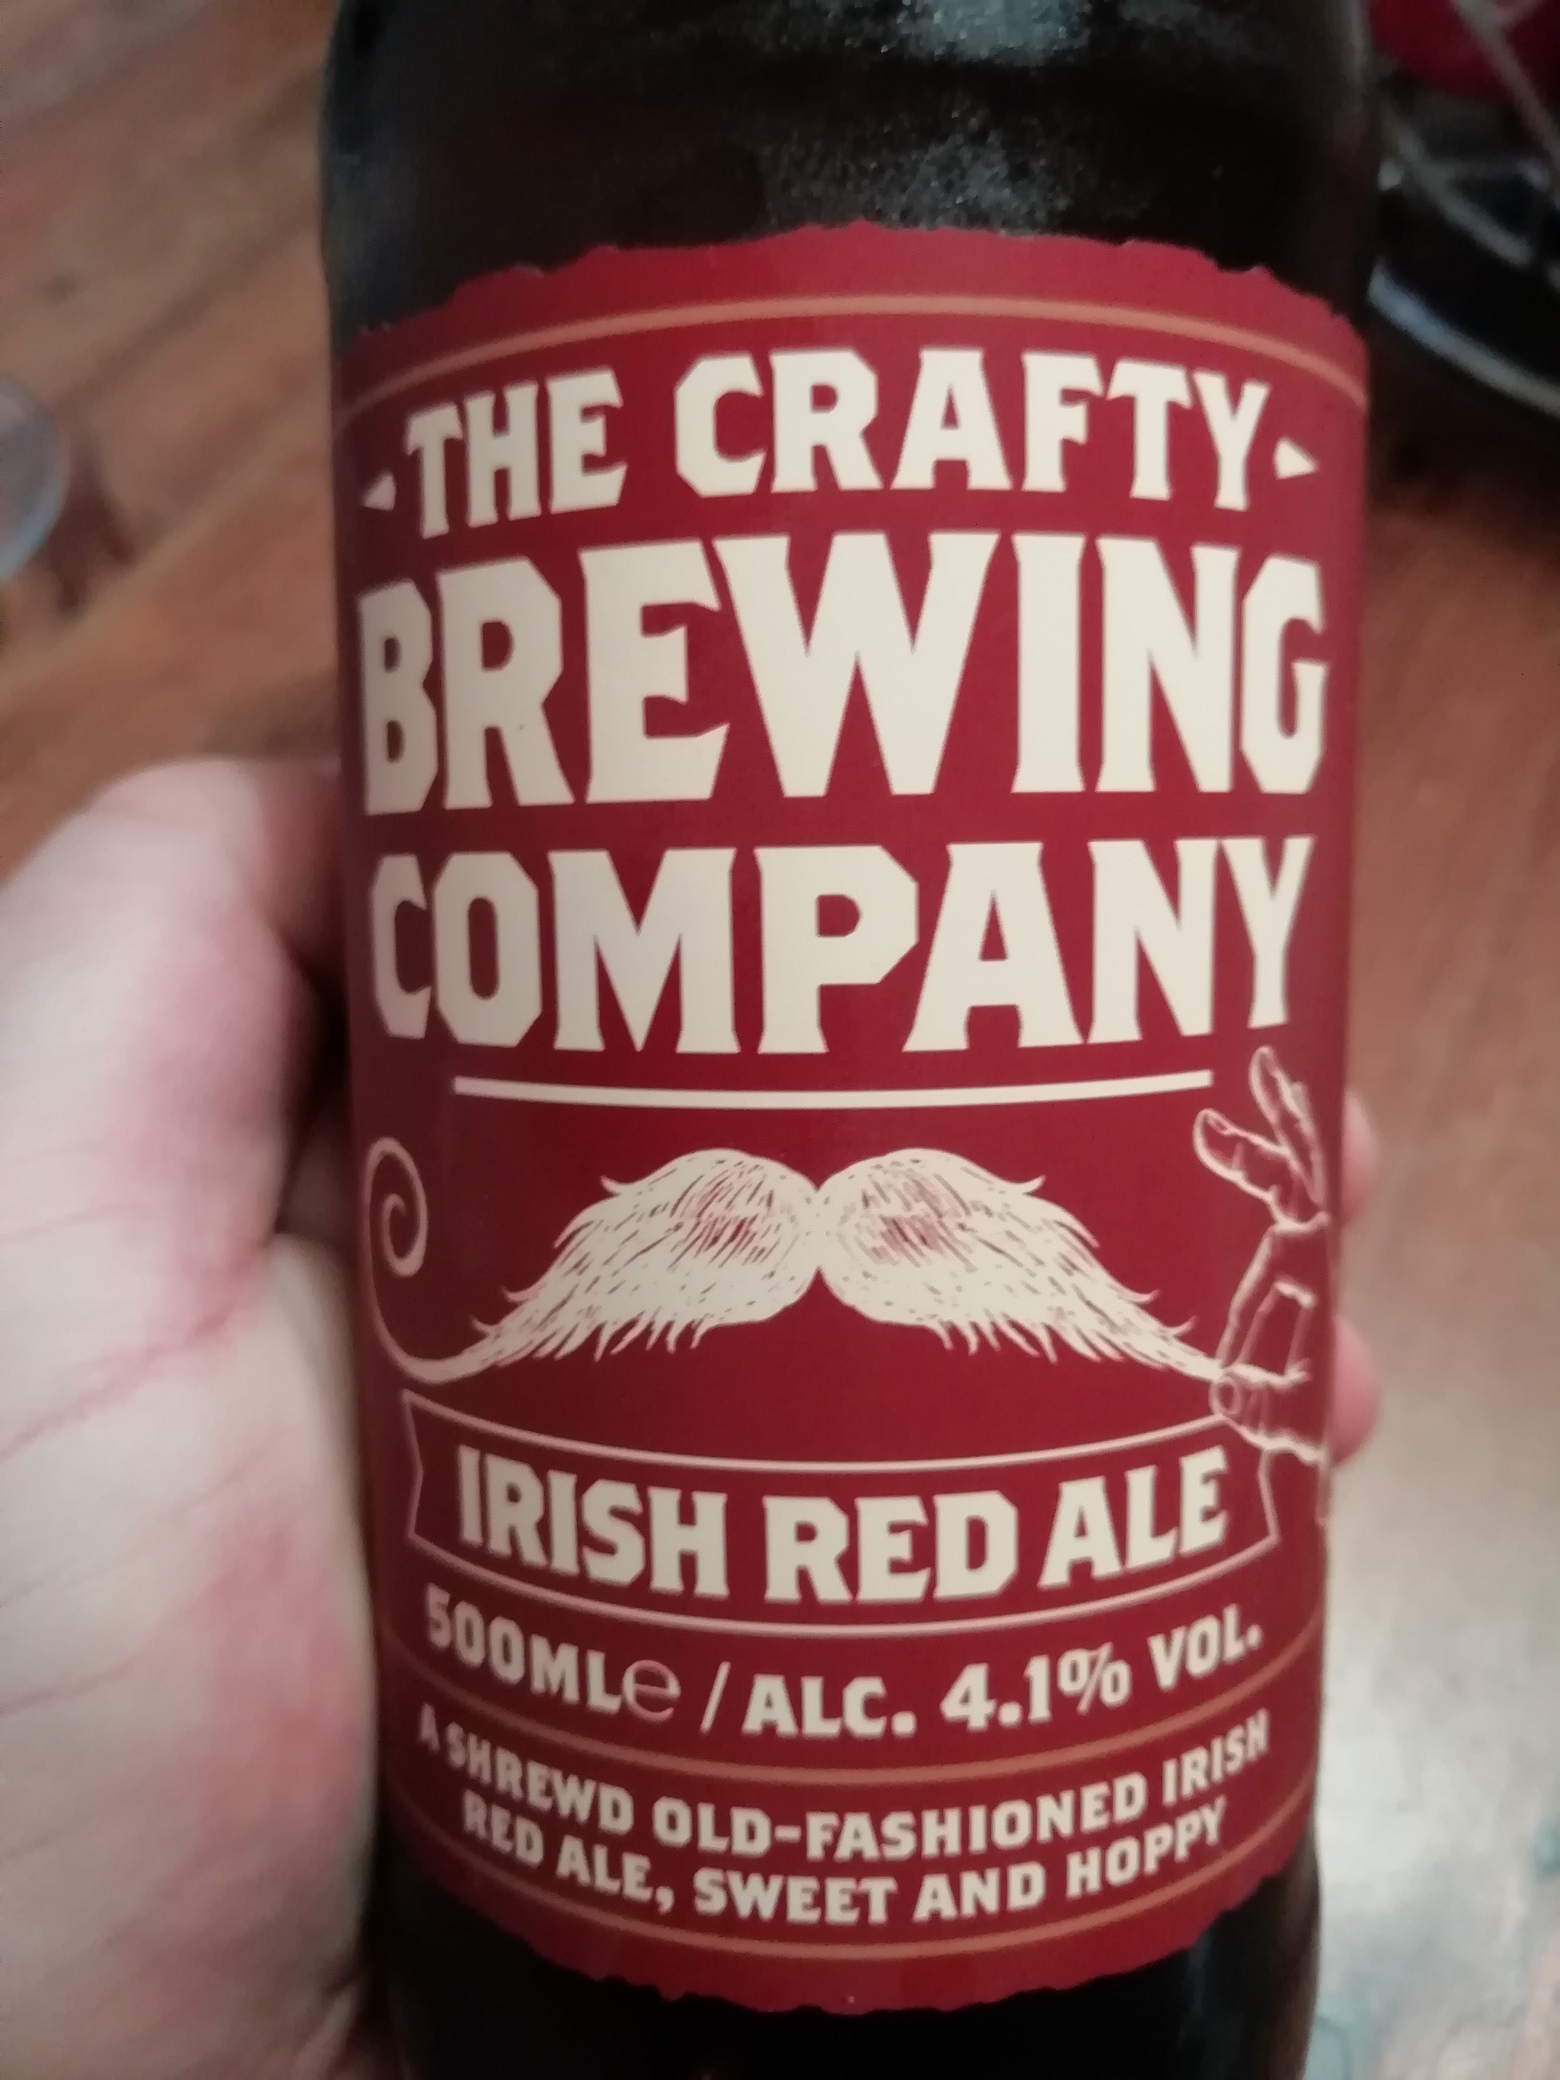 THE CRAFTY
BREWING
COMPANY
IRISH RED ALE
500ML℮ / ALC. 4.1% VOL.
A SHREWD OLD-FASHIONED IRISH
RED ALE, SWEET AND HOPPY